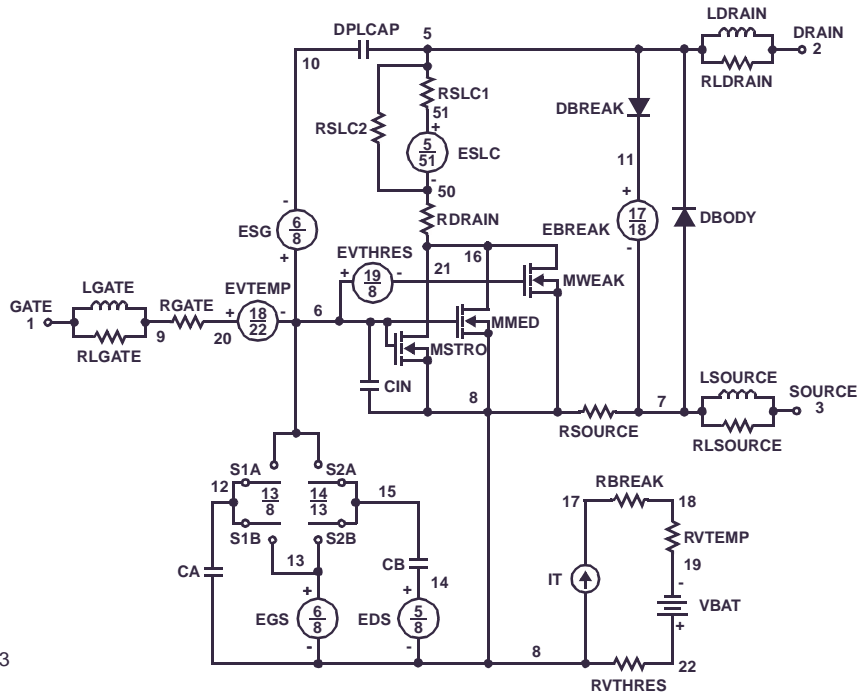 LDRAIN
DPLCAP 5 DRAIN
2
10
RLDRAIN
RSLC1
51
DBREAK
RSLC2
+
5
51
ESLC
11
-
50
-
+
6
8
ESG
RDRAIN
17
18
EBREAK
DBODY
+
EVTHRES
-
16
+
19
8
-
21
MWEAK
LGATE
EVTEMP
GATE
1
RGATE
+
18
22
-
6
MMED
9
20
MSTRO
RLGATE
LSOURCE
CIN
8
7
SOURCE
3
RSOURCE
RLSOURCE
S1A
S2A
12
13
8
14
13
15
RBREAK
17
18
S1B
S2B
RVTEMP
13
CB
19
CA
14
IT
-
+
+
VBAT
EGS
6
8
EDS
5
8
+
-
-
8
22
RVTHRES
3